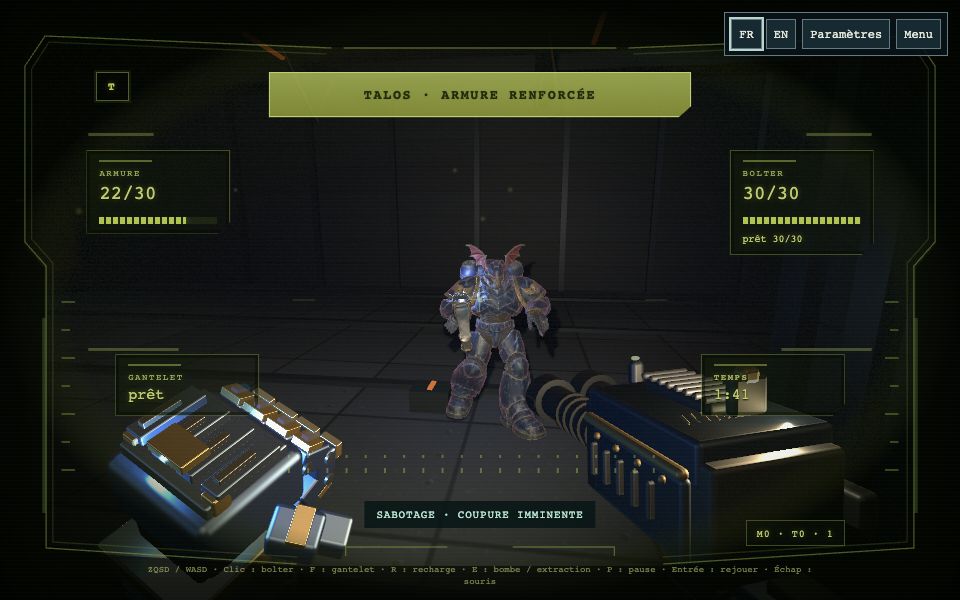 FR EN Paramètres Menu
T
TALOS · ARMURE RENFORCÉE
ARMURE
22/30
BOLTER
30/30
prêt 30/30
GANTELET
prêt
TEMPS
1:41
SABOTAGE · COUPURE IMMINENTE
M0 · T0 · 1
ZQSD / WASD · Clic : bolter · F : gantelet · R : recharge · E : bombe / extraction · P : pause · Entrée : rejouer · Échap :
souris